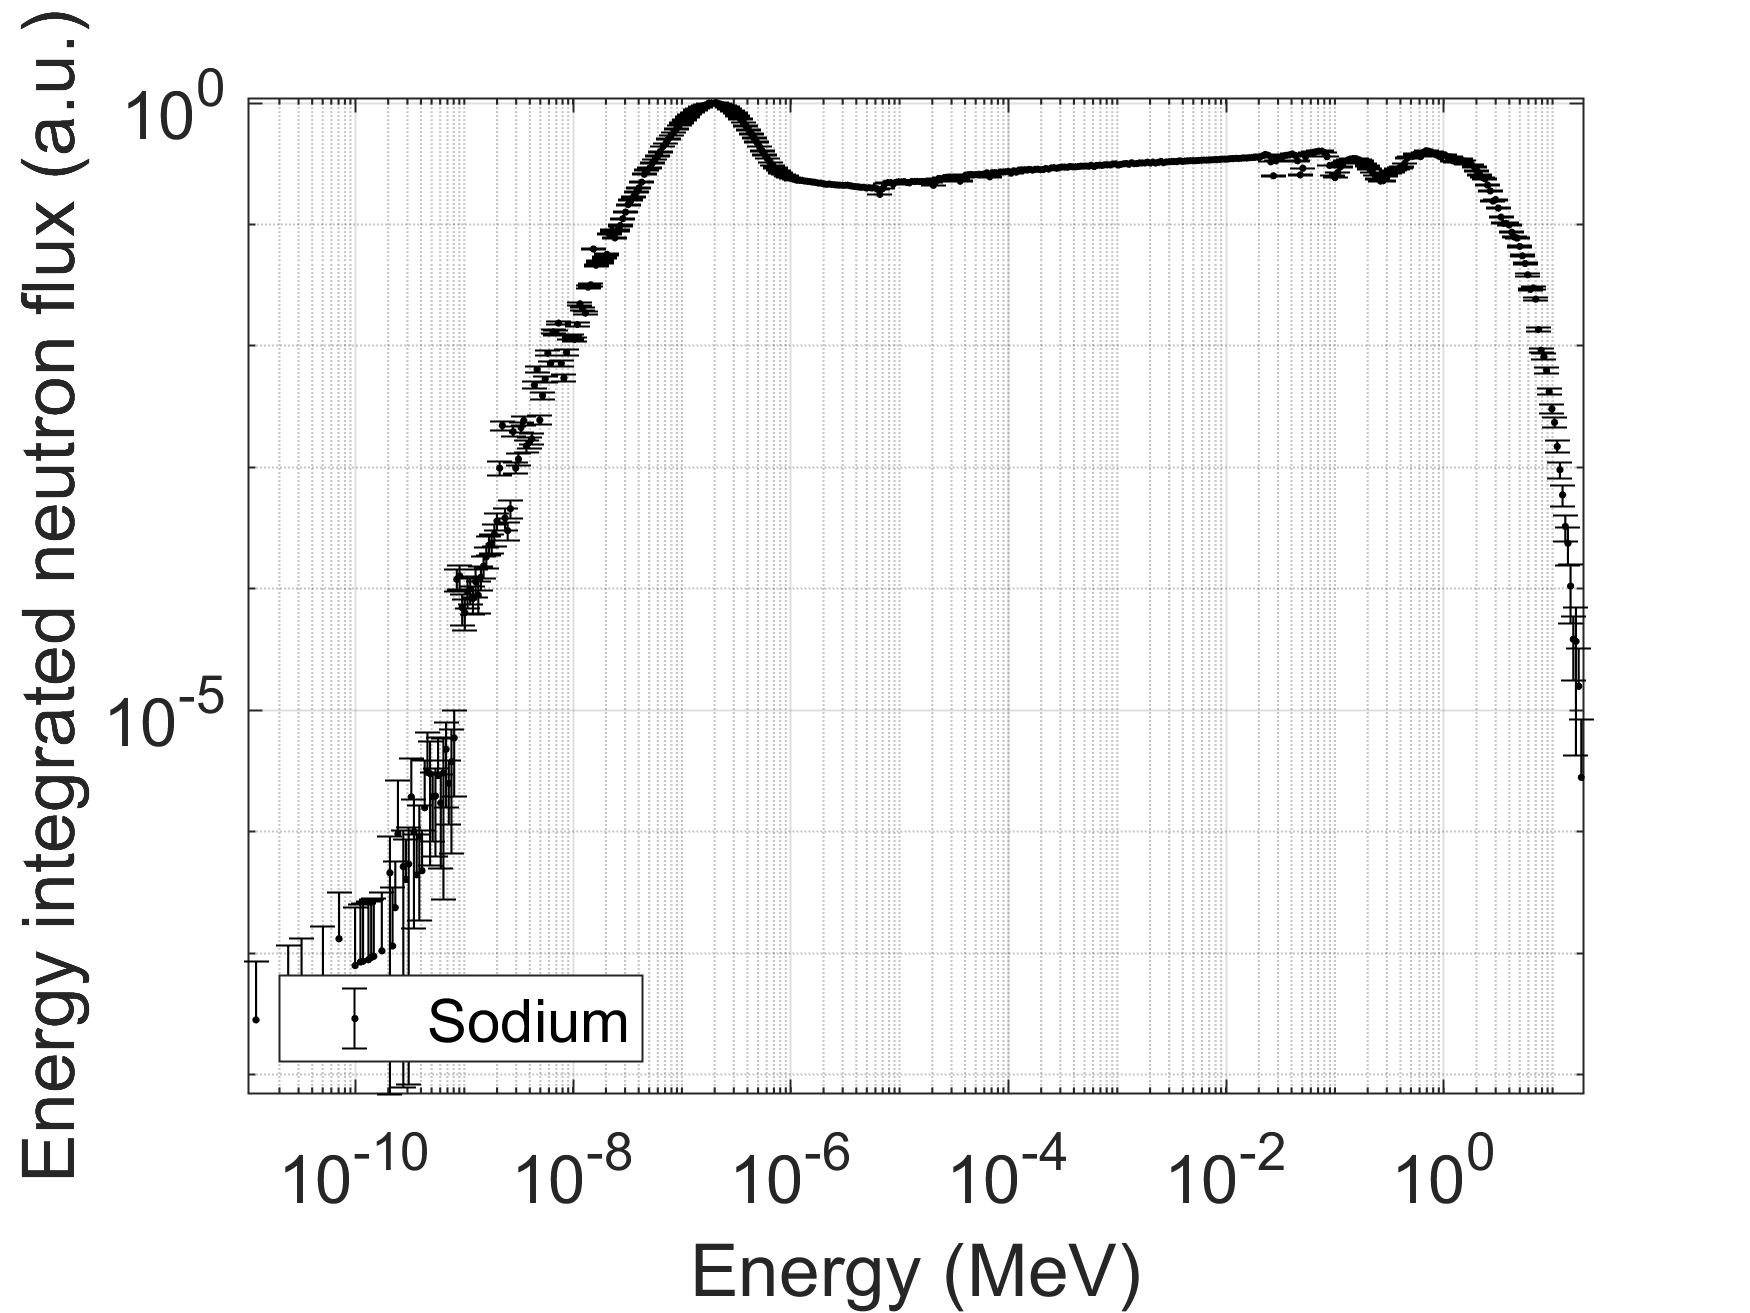 Energy integrated neutron flux (a.u.)
10^0
10^-5
Sodium
10^-10 10^-8 10^-6 10^-4 10^-2 10^0
Energy (MeV)